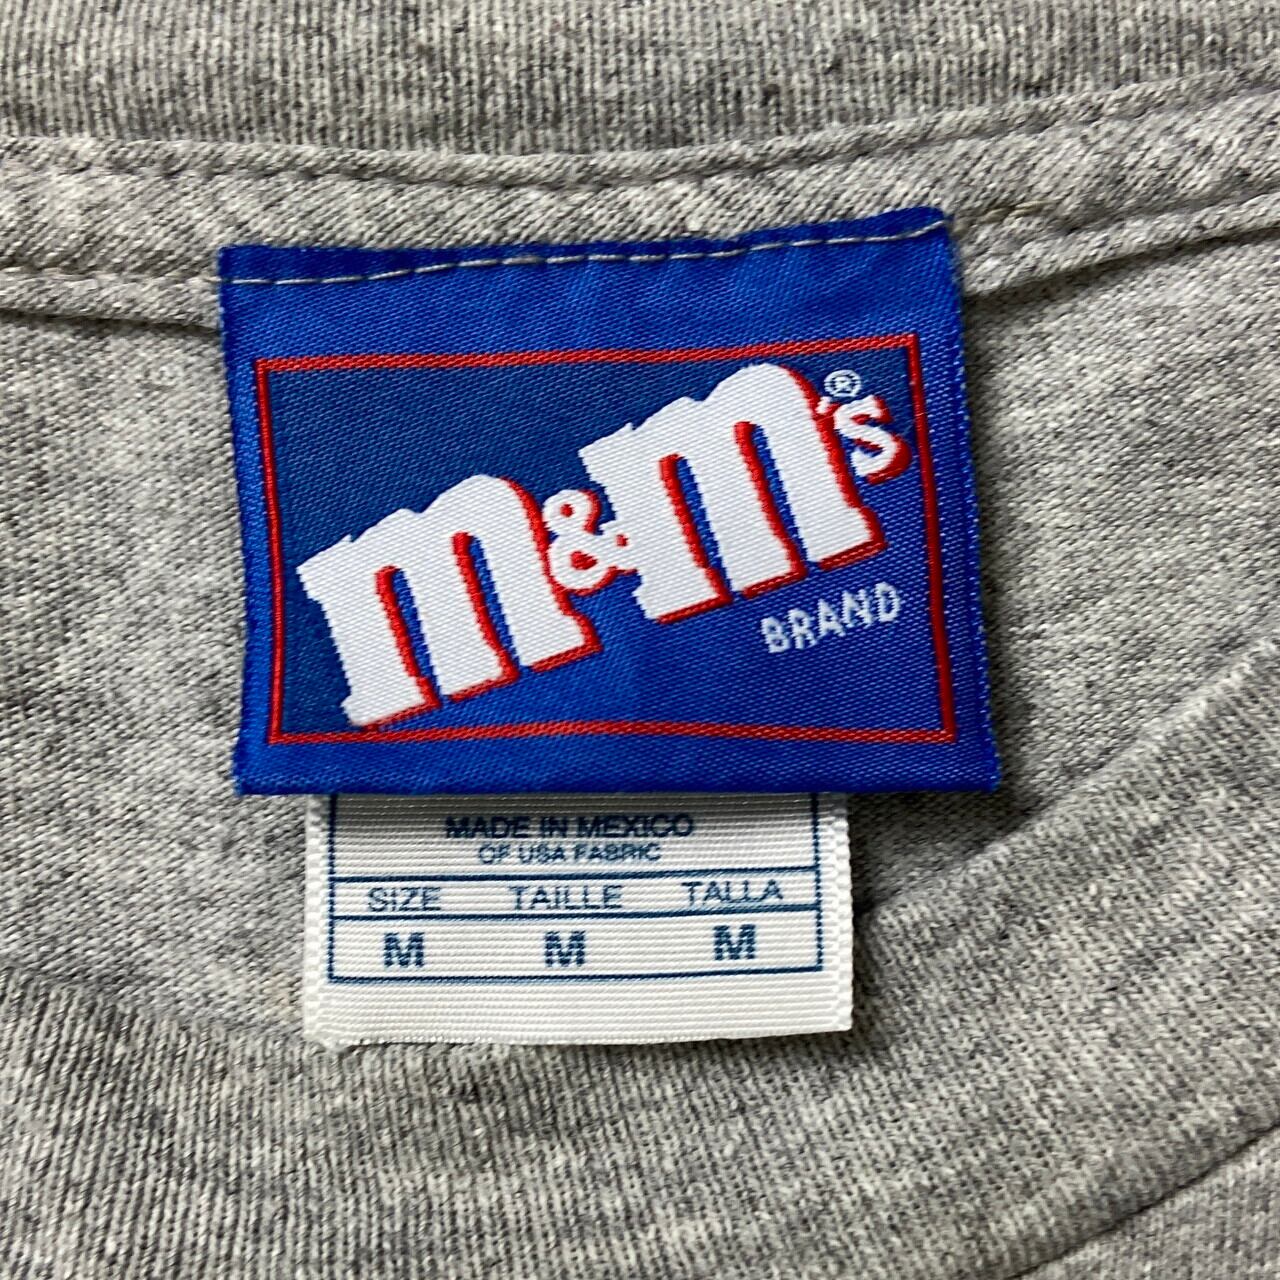 m&m's®
BRAND
MADE IN MEXICO
OF USA FABRIC
SIZE TAILLE TALLA
M M M